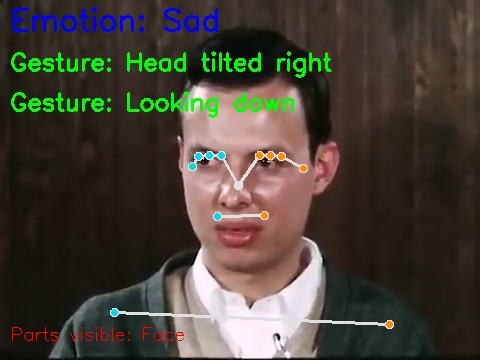 Emotion: Sad
Gesture: Head tilted right
Gesture: Looking down
Parts visible: Face